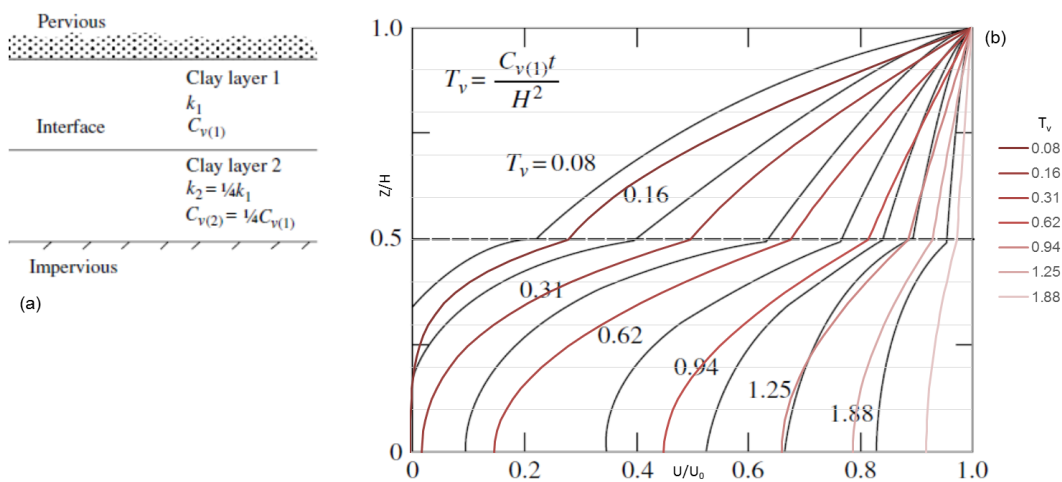 Pervious
Clay layer 1
k₁
Interface
Cᵥ₍₁₎
Clay layer 2
k₂ = ¼k₁
Cᵥ₍₂₎ = ¼Cᵥ₍₁₎
Impervious
(a)
1.0
Z/H
0.5
0
Tᵥ = Cᵥ₍₁₎t / H²
Tᵥ = 0.08
0.16
0.31
0.62
0.94
1.25
1.88
0 0.2 0.4 0.6 0.8 1.0
U/U₀
(b)
Tᵥ
0.08
0.16
0.31
0.62
0.94
1.25
1.88